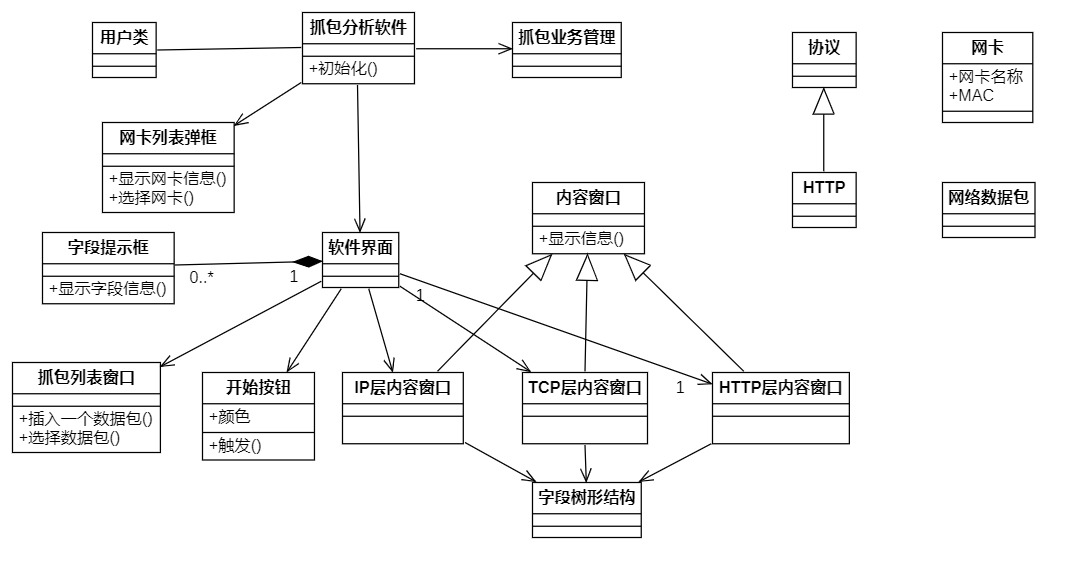 用户类
抓包分析软件
+初始化()
抓包业务管理
协议
网卡
+网卡名称
+MAC
网卡列表弹框
+显示网卡信息()
+选择网卡()
HTTP
网络数据包
内容窗口
+显示信息()
字段提示框
+显示字段信息()
0..*
1
软件界面
1
抓包列表窗口
+插入一个数据包()
+选择数据包()
开始按钮
+颜色
+触发()
IP层内容窗口
TCP层内容窗口
1
HTTP层内容窗口
字段树形结构